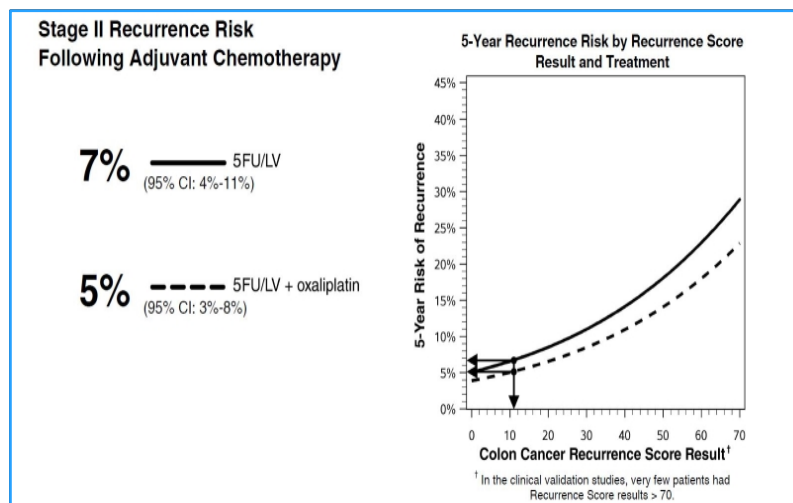 Stage II Recurrence Risk
Following Adjuvant Chemotherapy
7% 5FU/LV
(95% CI: 4%-11%)
5% 5FU/LV + oxaliplatin
(95% CI: 3%-8%)
5-Year Recurrence Risk by Recurrence Score
Result and Treatment
5-Year Risk of Recurrence
45%
40%
35%
30%
25%
20%
15%
10%
5%
0%
0 10 20 30 40 50 60 70
Colon Cancer Recurrence Score Result†
† In the clinical validation studies, very few patients had
Recurrence Score results > 70.